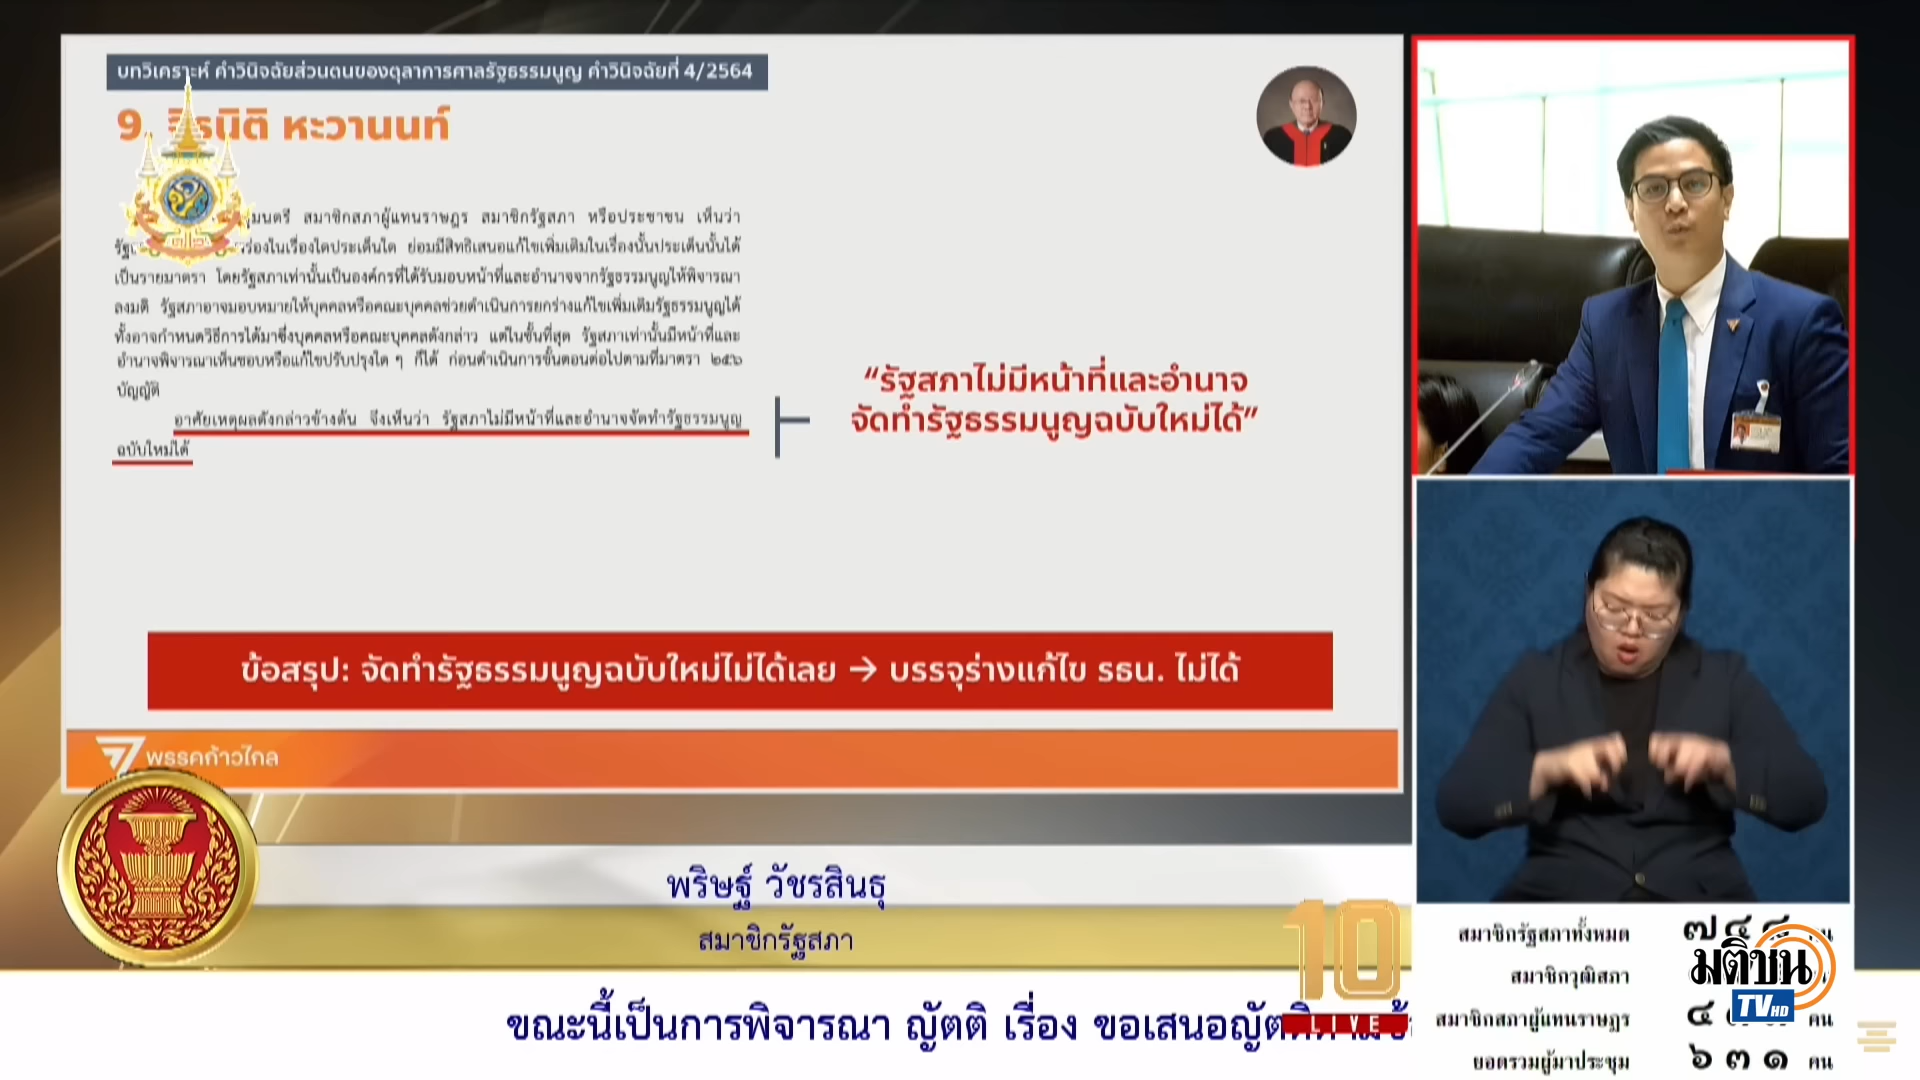 บทวิเคราะห์ คำวินิจฉัยส่วนตนของตุลาการศาลรัฐธรรมนูญ คำวินิจฉัยที่ 4/2564
9. หะวานนท์
สมาชิกสภาผู้แทนราษฎร สมาชิกรัฐสภา หรือประชาชน เห็นว่า
ย่อมมีสิทธิเสนอแก้ไขเพิ่มเติมในเรื่องนั้นประเด็นนั้นได้
เป็นรายมาตรา โดยรัฐสภาเท่านั้นเป็นองค์กรที่ได้รับมอบหน้าที่และอำนาจจากรัฐธรรมนูญให้พิจารณา
ลงมติ รัฐสภาอาจมอบหมายให้บุคคลหรือคณะบุคคลช่วยดำเนินการยกร่างแก้ไขเพิ่มเติมรัฐธรรมนูญได้
ทั้งอาจกำหนดวิธีการได้มาซึ่งบุคคลหรือคณะบุคคลดังกล่าว แต่ในชั้นที่สุด รัฐสภาเท่านั้นมีหน้าที่และ
อำนาจพิจารณาเห็นชอบหรือแก้ไขปรับปรุงใด ๆ ก็ได้ ก่อนดำเนินการขั้นตอนต่อไปตามที่มาตรา ๒๕๖
บัญญัติ
อาศัยเหตุผลดังกล่าวข้างต้น จึงเห็นว่า รัฐสภาไม่มีหน้าที่และอำนาจจัดทำรัฐธรรมนูญ
ฉบับใหม่ได้
“รัฐสภาไม่มีหน้าที่และอำนาจ
จัดทำรัฐธรรมนูญฉบับใหม่ได้”
ข้อสรุป: จัดทำรัฐธรรมนูญฉบับใหม่ไม่ได้เลย → บรรจุร่างแก้ไข รธน. ไม่ได้
พรรคก้าวไกล
พริษฐ์ วัชรสินธุ
สมาชิกรัฐสภา
10
LIVE
ขณะนี้เป็นการพิจารณา ญัตติ เรื่อง ขอเสนอ
สมาชิกรัฐสภาทั้งหมด
สมาชิกวุฒิสภา
สมาชิกสภาผู้แทนราษฎร คน
ยอดรวมผู้มาประชุม ๖๓๑ คน
มติชน
TV HD